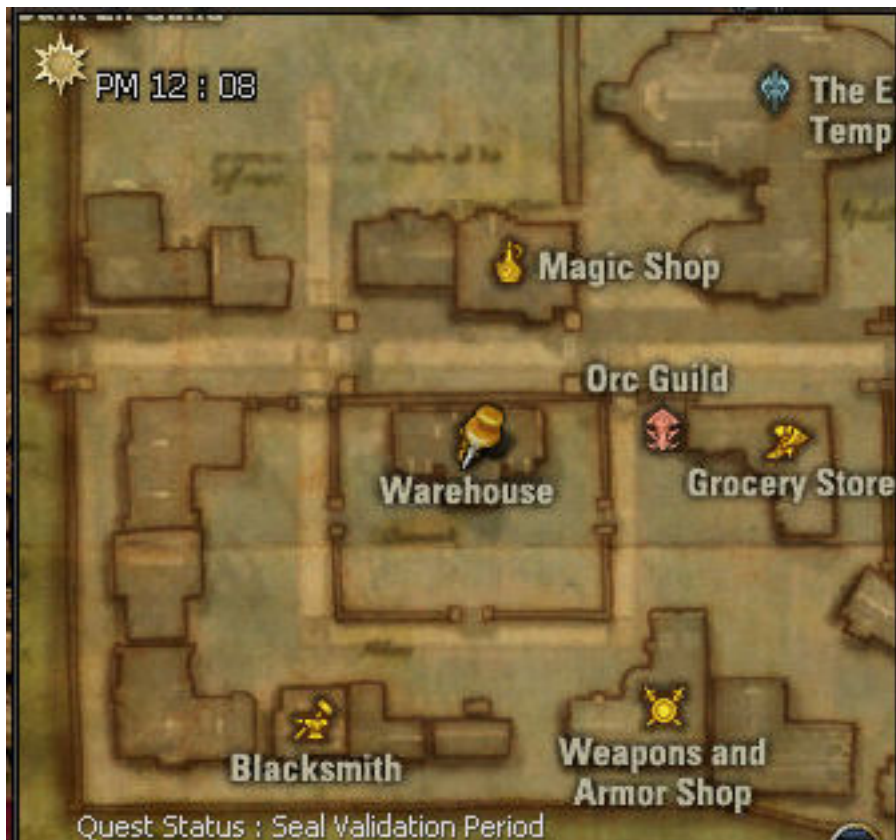 PM 12 : 08
The E
Temp
Magic Shop
Orc Guild
Warehouse
Grocery Store
Blacksmith
Weapons and
Armor Shop
Quest Status : Seal Validation Period